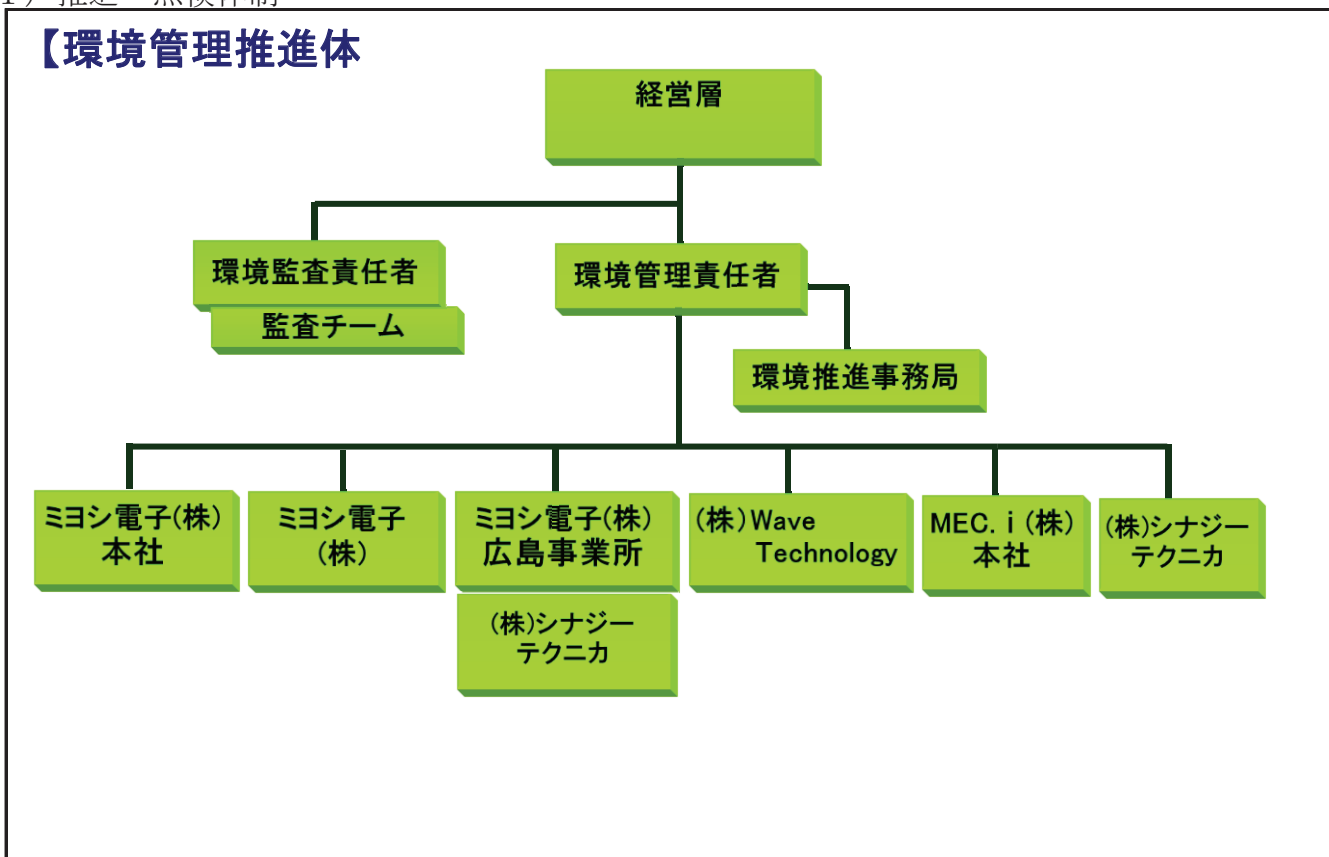 【環境管理推進体
経営層
環境監査責任者
監査チーム
環境管理責任者
環境推進事務局
ミヨシ電子(株)
本社
ミヨシ電子
(株)
ミヨシ電子(株)
広島事業所
(株)シナジー
テクニカ
(株)Wave
Technology
MEC. i (株)
本社
(株)シナジー
テクニカ